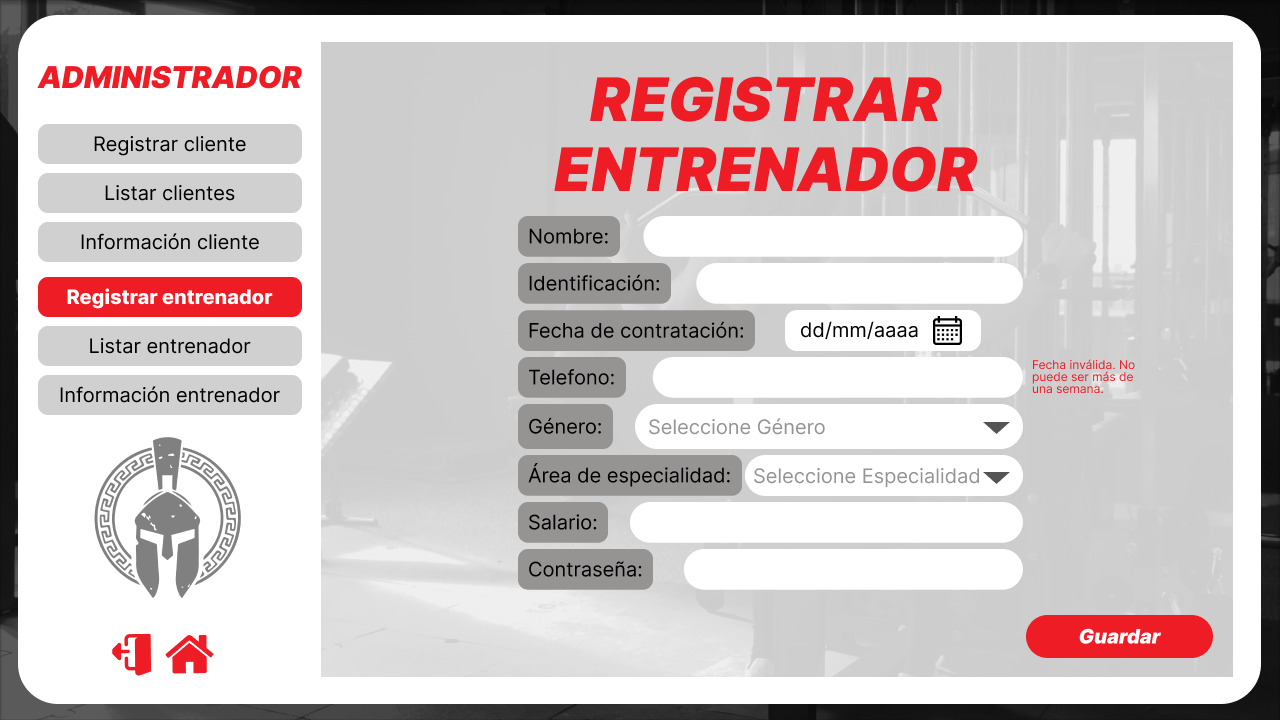 ADMINISTRADOR
Registrar cliente
Listar clientes
Información cliente
Registrar entrenador
Listar entrenador
Información entrenador
REGISTRAR
ENTRENADOR
Nombre:
Identificación:
Fecha de contratación: dd/mm/aaaa
Telefono:
Fecha inválida. No
puede ser más de
una semana.
Género: Seleccione Género
Área de especialidad: Seleccione Especialidad
Salario:
Contraseña:
Guardar